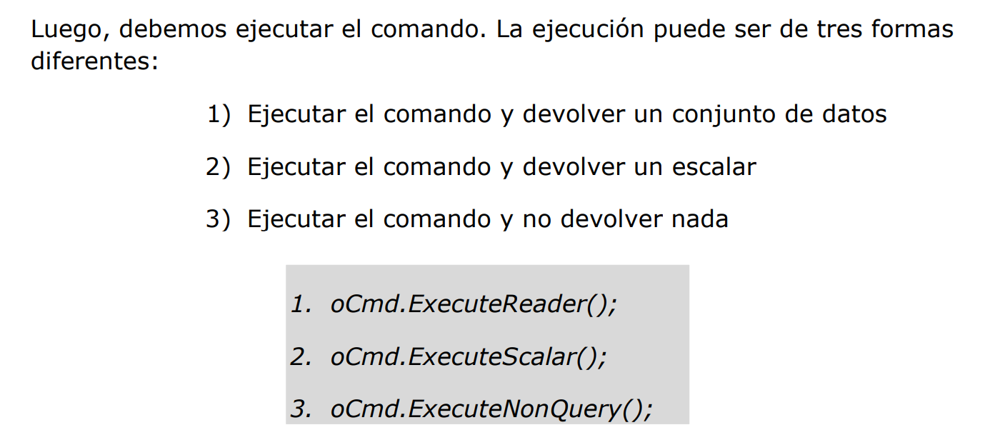 Luego, debemos ejecutar el comando. La ejecución puede ser de tres formas
diferentes:
1) Ejecutar el comando y devolver un conjunto de datos
2) Ejecutar el comando y devolver un escalar
3) Ejecutar el comando y no devolver nada
1. oCmd.ExecuteReader();
2. oCmd.ExecuteScalar();
3. oCmd.ExecuteNonQuery();